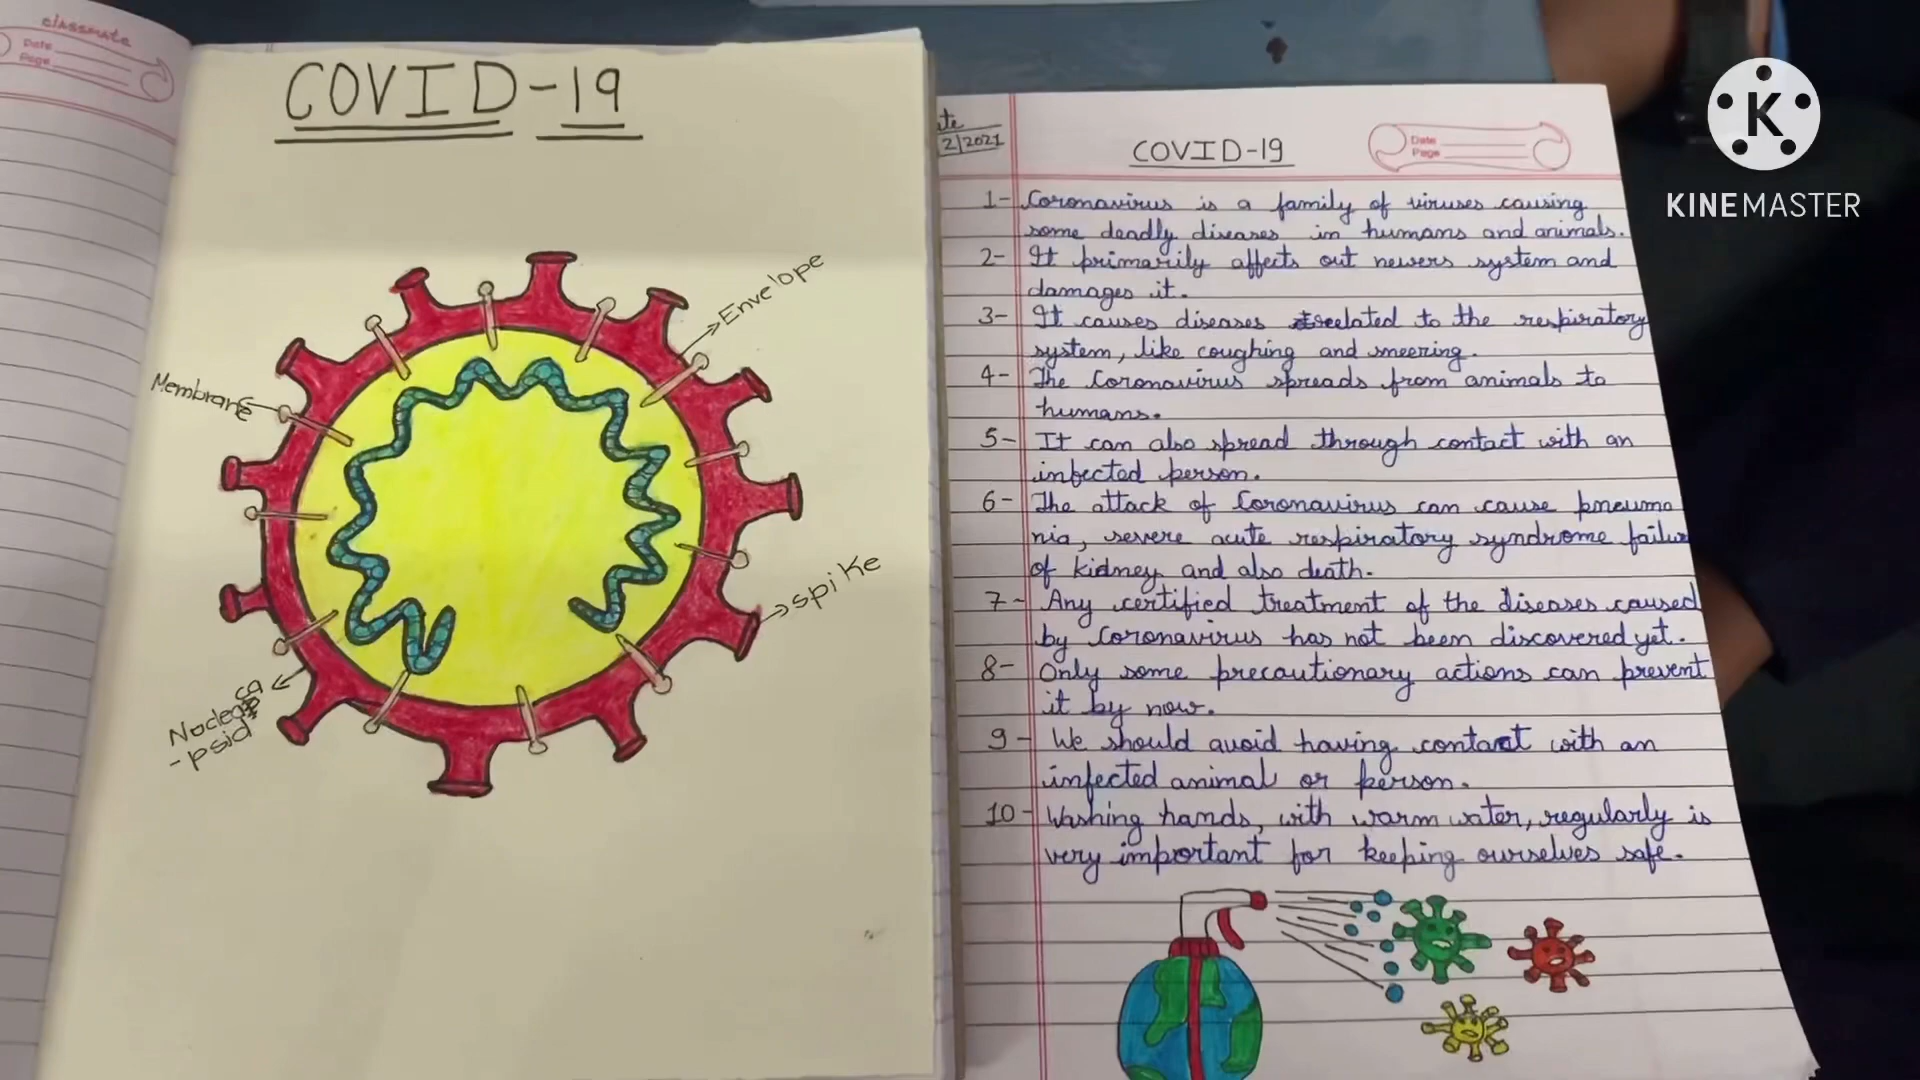 classmate
Date
Page
COVID-19
Envelope
Membrane
spike
ca
-psid
2/2021
COVID-19
Date
Page
1- Coronavirus is a family of viruses causing
some deadly diseases in humans and animals.
2- It primarily affects out newers system and
damages it.
3- It causes diseases related to the respiratory
system, like coughing and sneering.
4- The Coronavirus spreads from animals to
humans.
5- It can also spread through contact with an
infected person.
6- The attack of Coronavirus can cause pneumo
nia, severe acute respiratory syndrome failur
of kidney and also death.
7- Any certified treatment of the diseases caused
by Coronavirus has not been discovered yet.
8- Only some precautionary actions can prevent
it by now.
9- We should avoid having contact with an
infected animal or person.
10- Washing hands, with warm water, regularly is
very important for keeping ourselves safe.
K
KINEMASTER